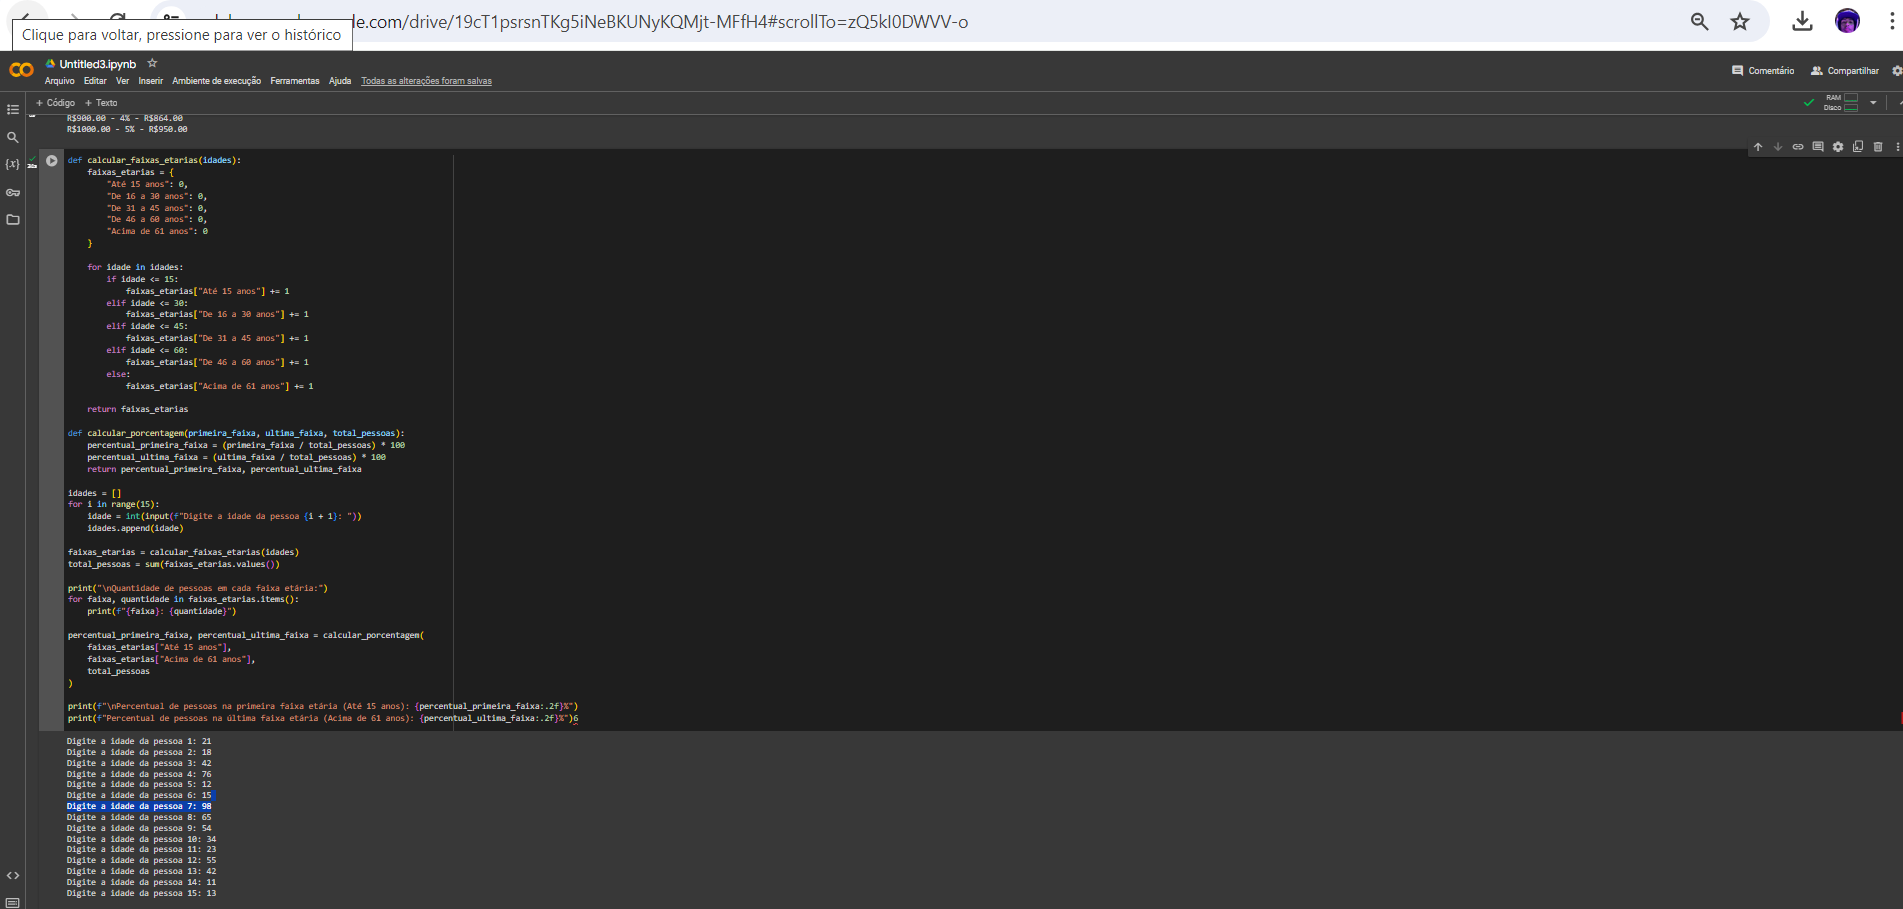 le.com/drive/19cT1psrsnTKg5iNeBKUNyKQMjt-MFfH4#scrollTo=zQ5kI0DWVV-o
Clique para voltar, pressione para ver o histórico
Untitled3.ipynb
Arquivo Editar Ver Inserir Ambiente de execução Ferramentas Ajuda Todas as alterações foram salvas
Comentário Compartilhar
+ Código + Texto
RAM
Disco
R$900.00 - 4% - R$864.00
R$1000.00 - 5% - R$950.00
def calcular_faixas_etarias(idades):
    faixas_etarias = {
        "Até 15 anos": 0,
        "De 16 a 30 anos": 0,
        "De 31 a 45 anos": 0,
        "De 46 a 60 anos": 0,
        "Acima de 61 anos": 0
    }
    for idade in idades:
        if idade <= 15:
            faixas_etarias["Até 15 anos"] += 1
        elif idade <= 30:
            faixas_etarias["De 16 a 30 anos"] += 1
        elif idade <= 45:
            faixas_etarias["De 31 a 45 anos"] += 1
        elif idade <= 60:
            faixas_etarias["De 46 a 60 anos"] += 1
        else:
            faixas_etarias["Acima de 61 anos"] += 1
    return faixas_etarias
def calcular_porcentagem(primeira_faixa, ultima_faixa, total_pessoas):
    percentual_primeira_faixa = (primeira_faixa / total_pessoas) * 100
    percentual_ultima_faixa = (ultima_faixa / total_pessoas) * 100
    return percentual_primeira_faixa, percentual_ultima_faixa
idades = []
for i in range(15):
    idade = int(input(f"Digite a idade da pessoa {i + 1}: "))
    idades.append(idade)
faixas_etarias = calcular_faixas_etarias(idades)
total_pessoas = sum(faixas_etarias.values())
print("\nQuantidade de pessoas em cada faixa etária:")
for faixa, quantidade in faixas_etarias.items():
    print(f"{faixa}: {quantidade}")
percentual_primeira_faixa, percentual_ultima_faixa = calcular_porcentagem(
    faixas_etarias["Até 15 anos"],
    faixas_etarias["Acima de 61 anos"],
    total_pessoas
)
print(f"\nPercentual de pessoas na primeira faixa etária (Até 15 anos): {percentual_primeira_faixa:.2f}%")
print(f"Percentual de pessoas na última faixa etária (Acima de 61 anos): {percentual_ultima_faixa:.2f}%")6
Digite a idade da pessoa 1: 21
Digite a idade da pessoa 2: 18
Digite a idade da pessoa 3: 42
Digite a idade da pessoa 4: 76
Digite a idade da pessoa 5: 12
Digite a idade da pessoa 6: 15
Digite a idade da pessoa 7: 98
Digite a idade da pessoa 8: 65
Digite a idade da pessoa 9: 54
Digite a idade da pessoa 10: 34
Digite a idade da pessoa 11: 23
Digite a idade da pessoa 12: 55
Digite a idade da pessoa 13: 42
Digite a idade da pessoa 14: 11
Digite a idade da pessoa 15: 13